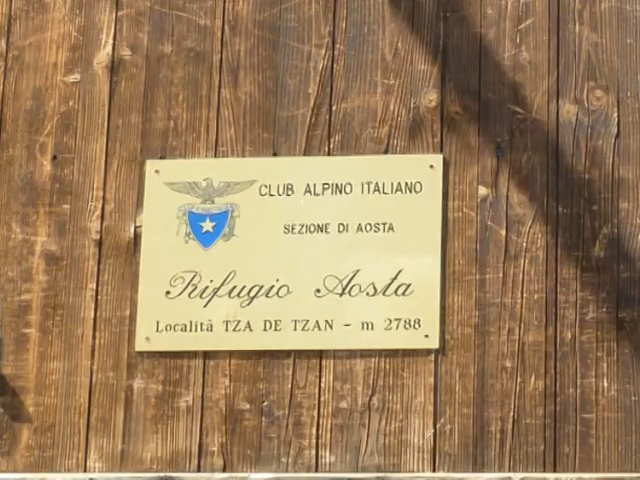 CLUB ALPINO ITALIANO
SEZIONE DI AOSTA
Rifugio Aosta
Località TZA DE TZAN - m 2788